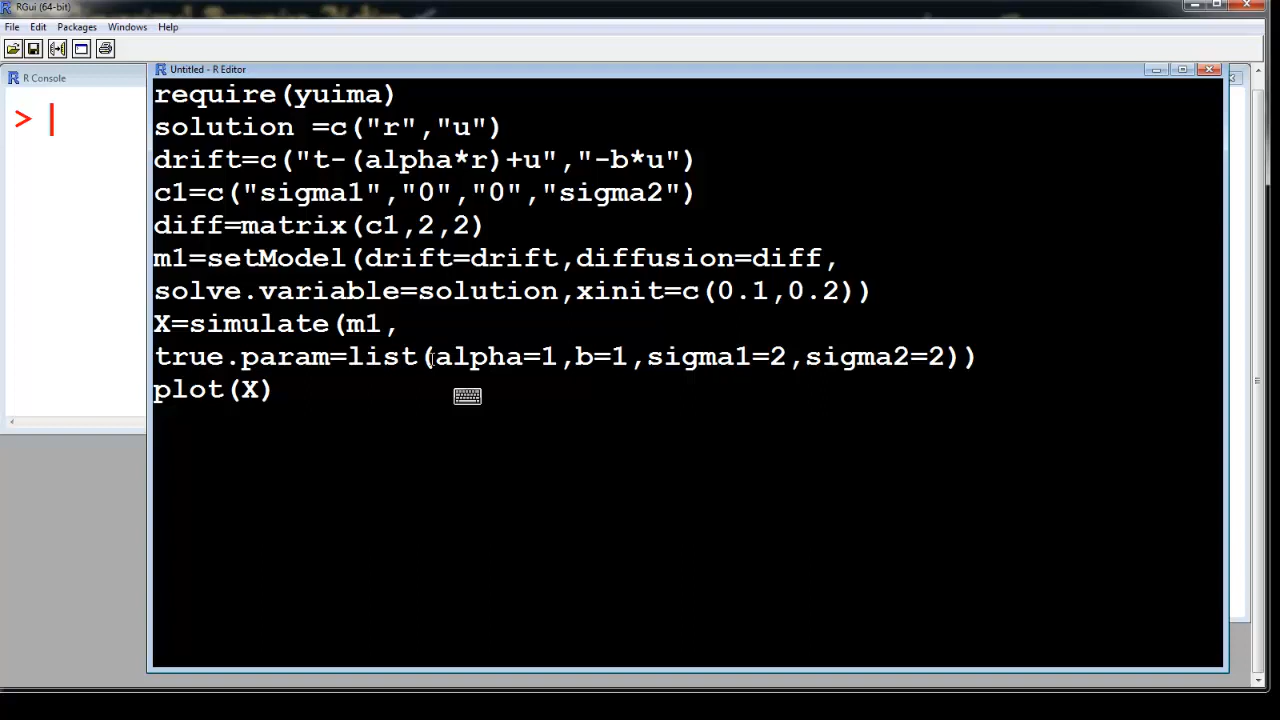 RGui (64-bit)
File Edit Packages Windows Help
R Console
Untitled - R Editor
>
require(yuima)
solution =c("r","u")
drift=c("t-(alpha*r)+u","-b*u")
c1=c("sigma1","0","0","sigma2")
diff=matrix(c1,2,2)
m1=setModel(drift=drift,diffusion=diff,
solve.variable=solution,xinit=c(0.1,0.2))
X=simulate(m1,
true.param=list(alpha=1,b=1,sigma1=2,sigma2=2))
plot(X)